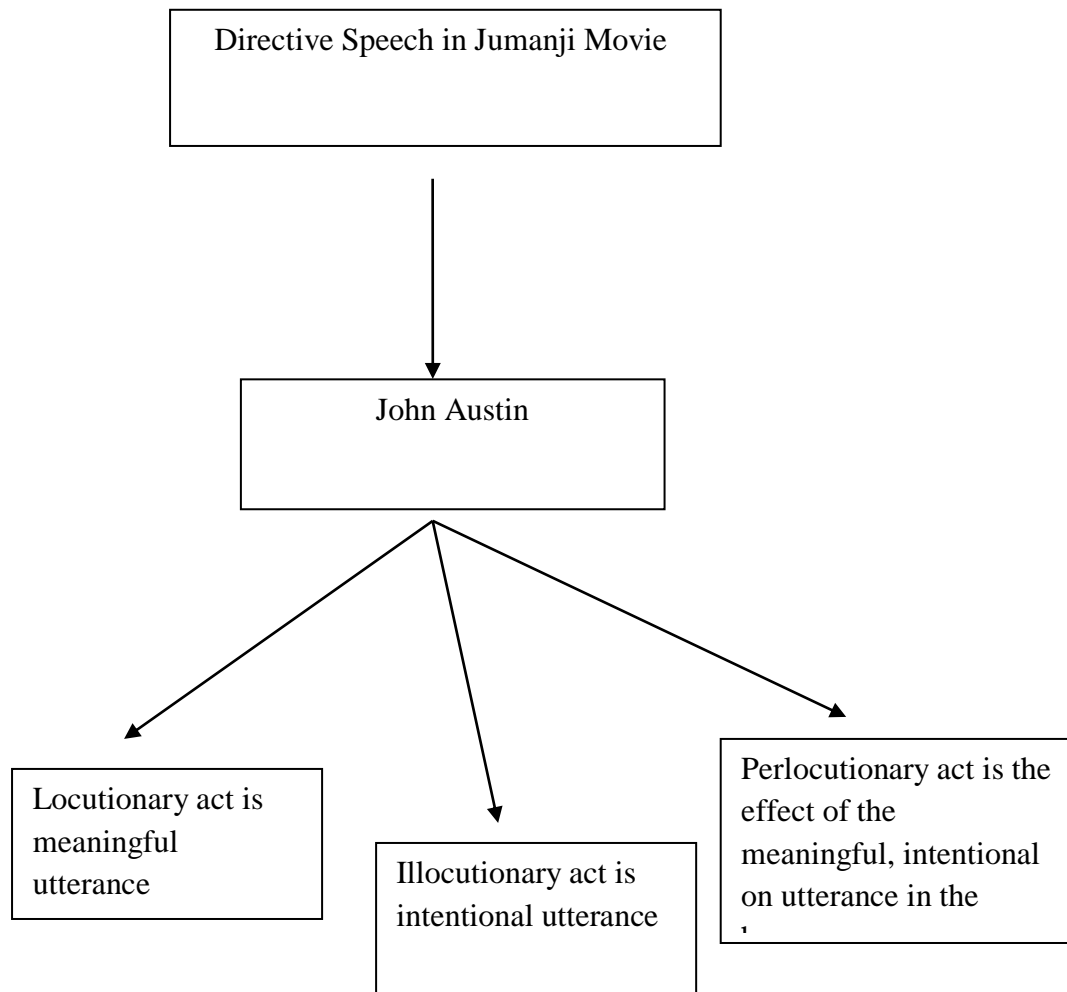 Directive Speech in Jumanji Movie
John Austin
Locutionary act is
meaningful
utterance
Illocutionary act is
intentional utterance
Perlocutionary act is the
effect of the
meaningful, intentional
on utterance in the